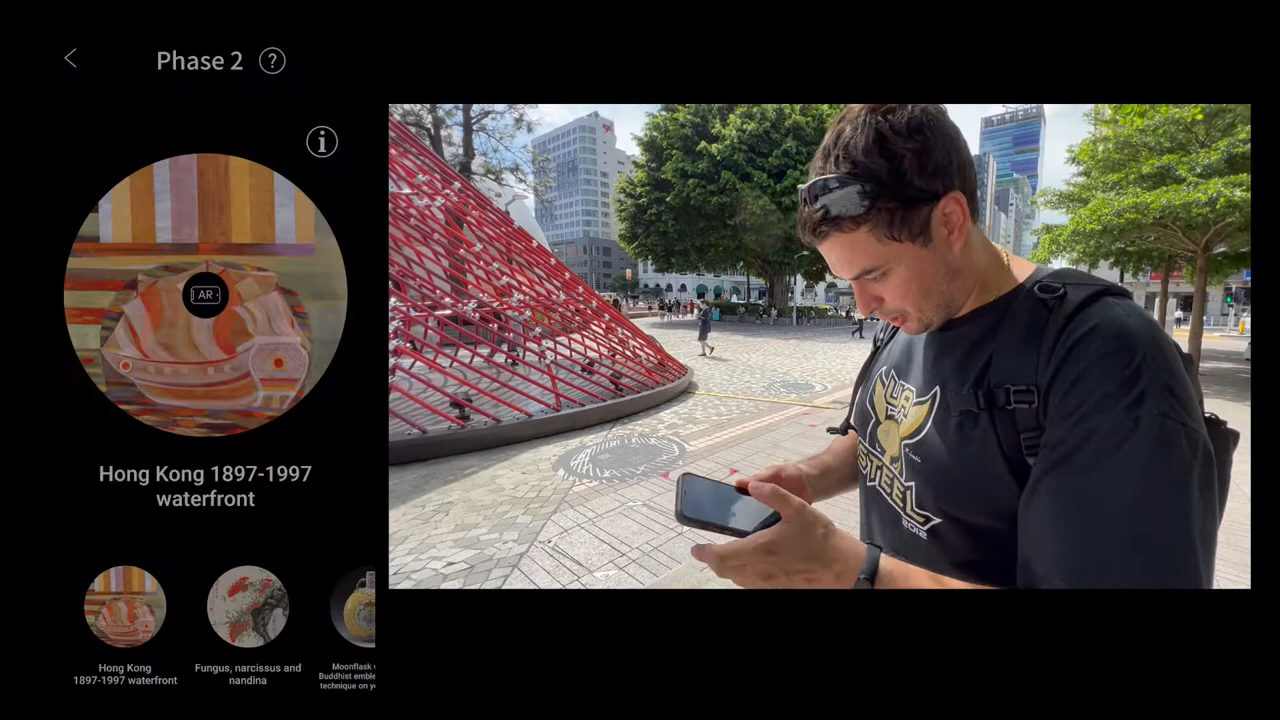 Phase 2
?
i
AR
Hong Kong 1897-1997
waterfront
Hong Kong
1897-1997 waterfront
Fungus, narcissus and
nandina
Moonflask
Buddhist emble
technique on
UA
STEEL
2012